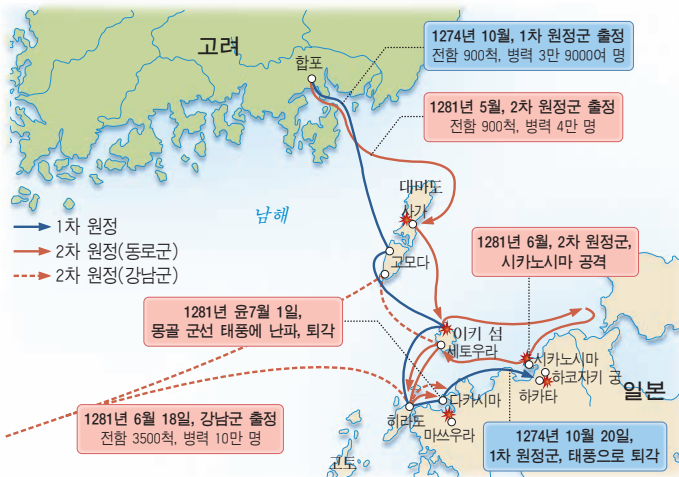 고려
합포
1274년 10월, 1차 원정군 출정
전함 900척, 병력 3만 9000여 명
1281년 5월, 2차 원정군 출정
전함 900척, 병력 4만 명
대마도
사가
남해
1차 원정
2차 원정(동로군)
2차 원정(강남군)
고모다
1281년 6월, 2차 원정군,
시카노시마 공격
1281년 윤7월 1일,
몽골 군선 태풍에 난파, 퇴각
이키 섬
세토우라
시카노시마
하코자키 궁
하카타
일본
다카시마
히라도
마쓰우라
1281년 6월 18일, 강남군 출정
전함 3500척, 병력 10만 명
1274년 10월 20일,
1차 원정군, 태풍으로 퇴각
고토